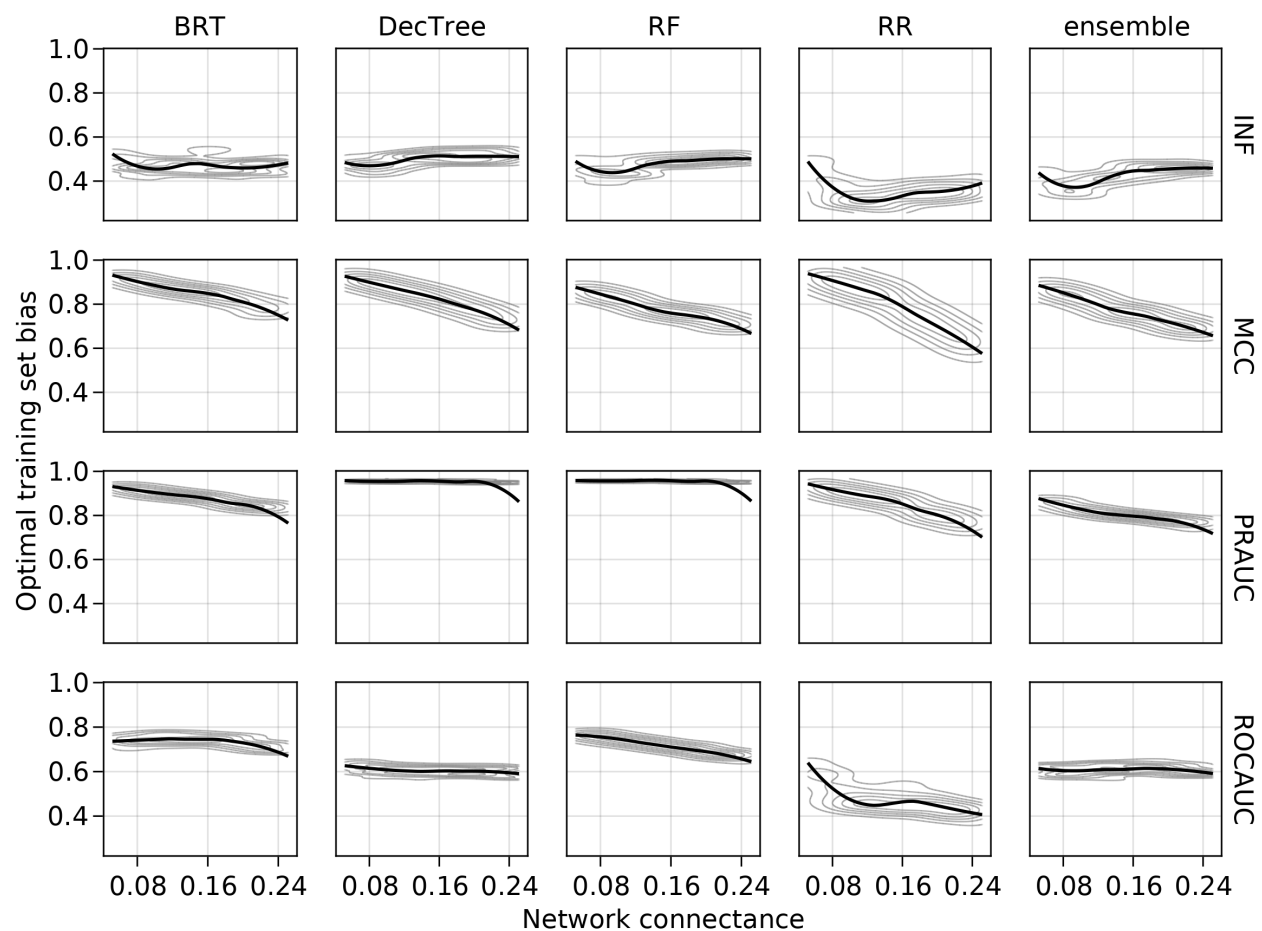 BRT DecTree RF RR ensemble
1.0
0.8
0.6
0.4
INF
1.0
0.8
0.6
0.4
MCC
1.0
0.8
0.6
0.4
PRAUC
1.0
0.8
0.6
0.4
ROCAUC
Optimal training set bias
0.08 0.16 0.24 0.08 0.16 0.24 0.08 0.16 0.24 0.08 0.16 0.24 0.08 0.16 0.24
Network connectance